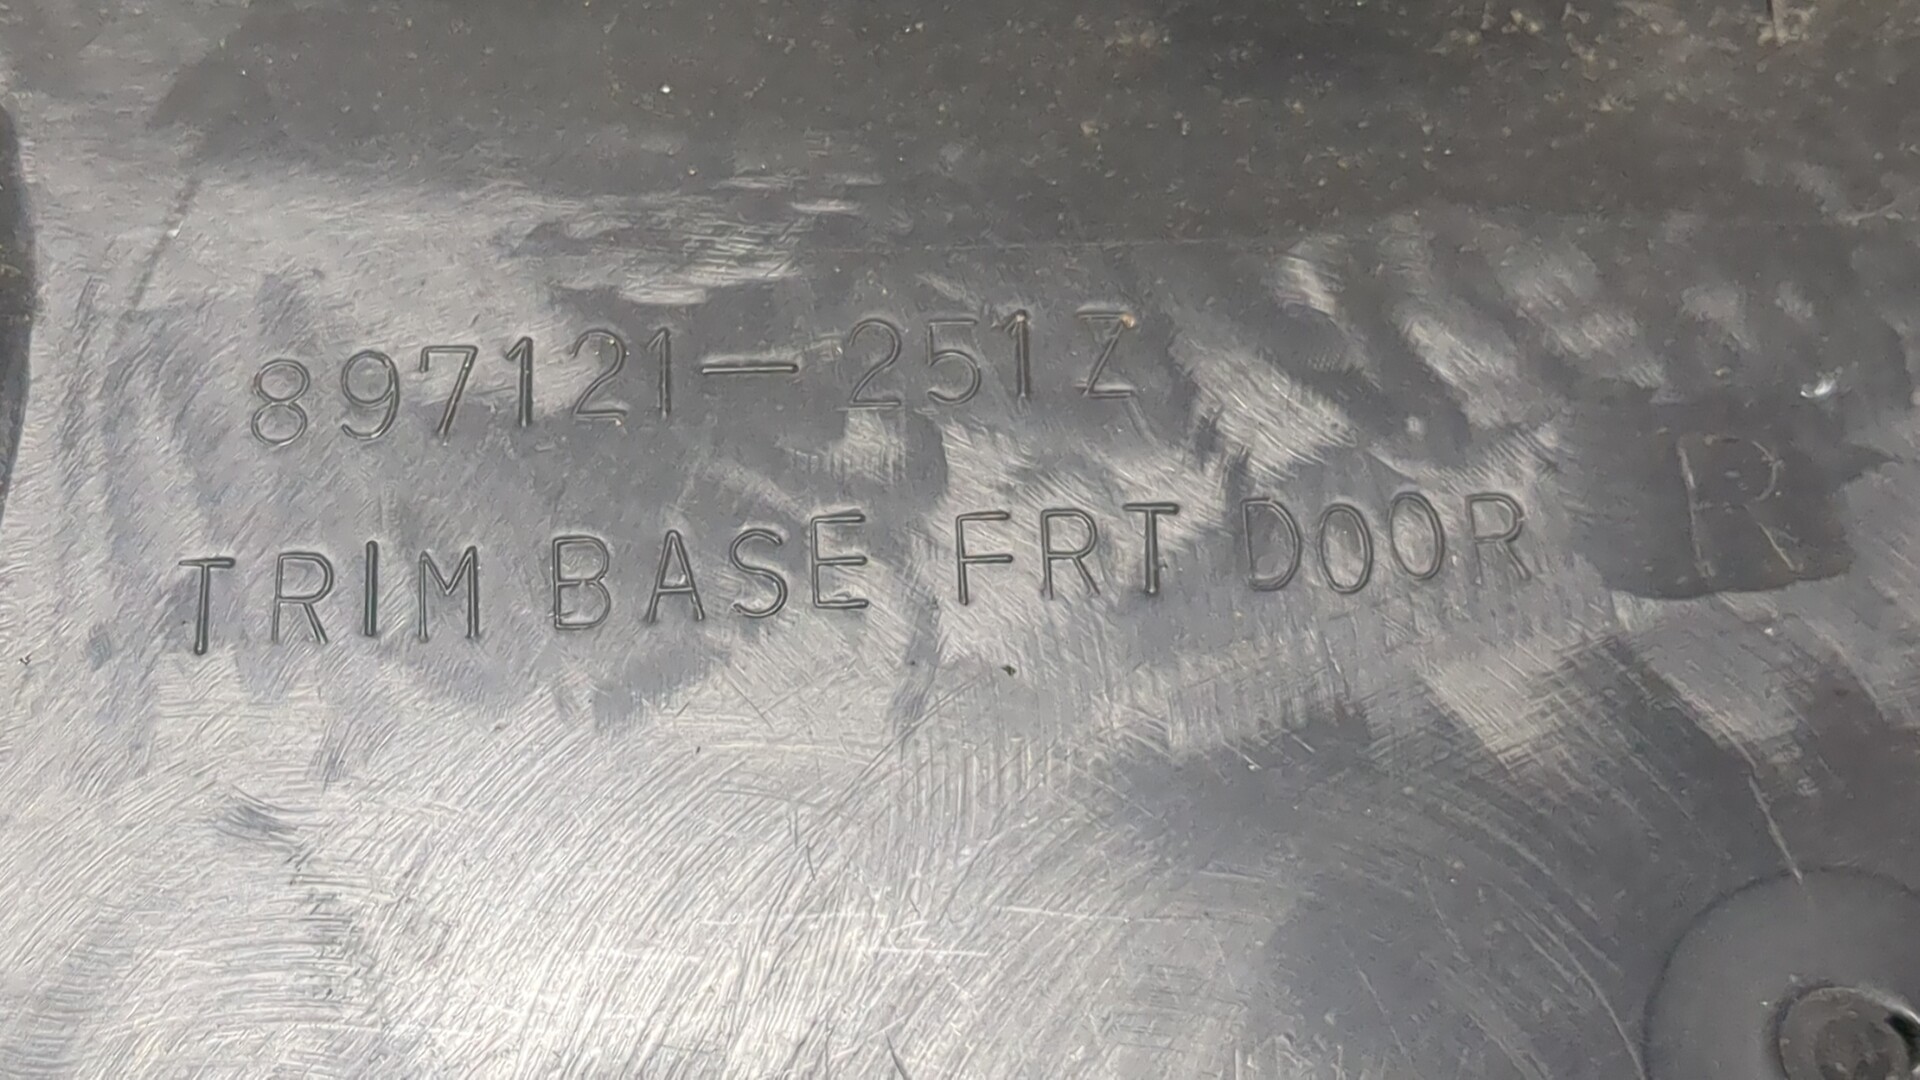 897121-251Z
TRIM BASE FRT DOOR R